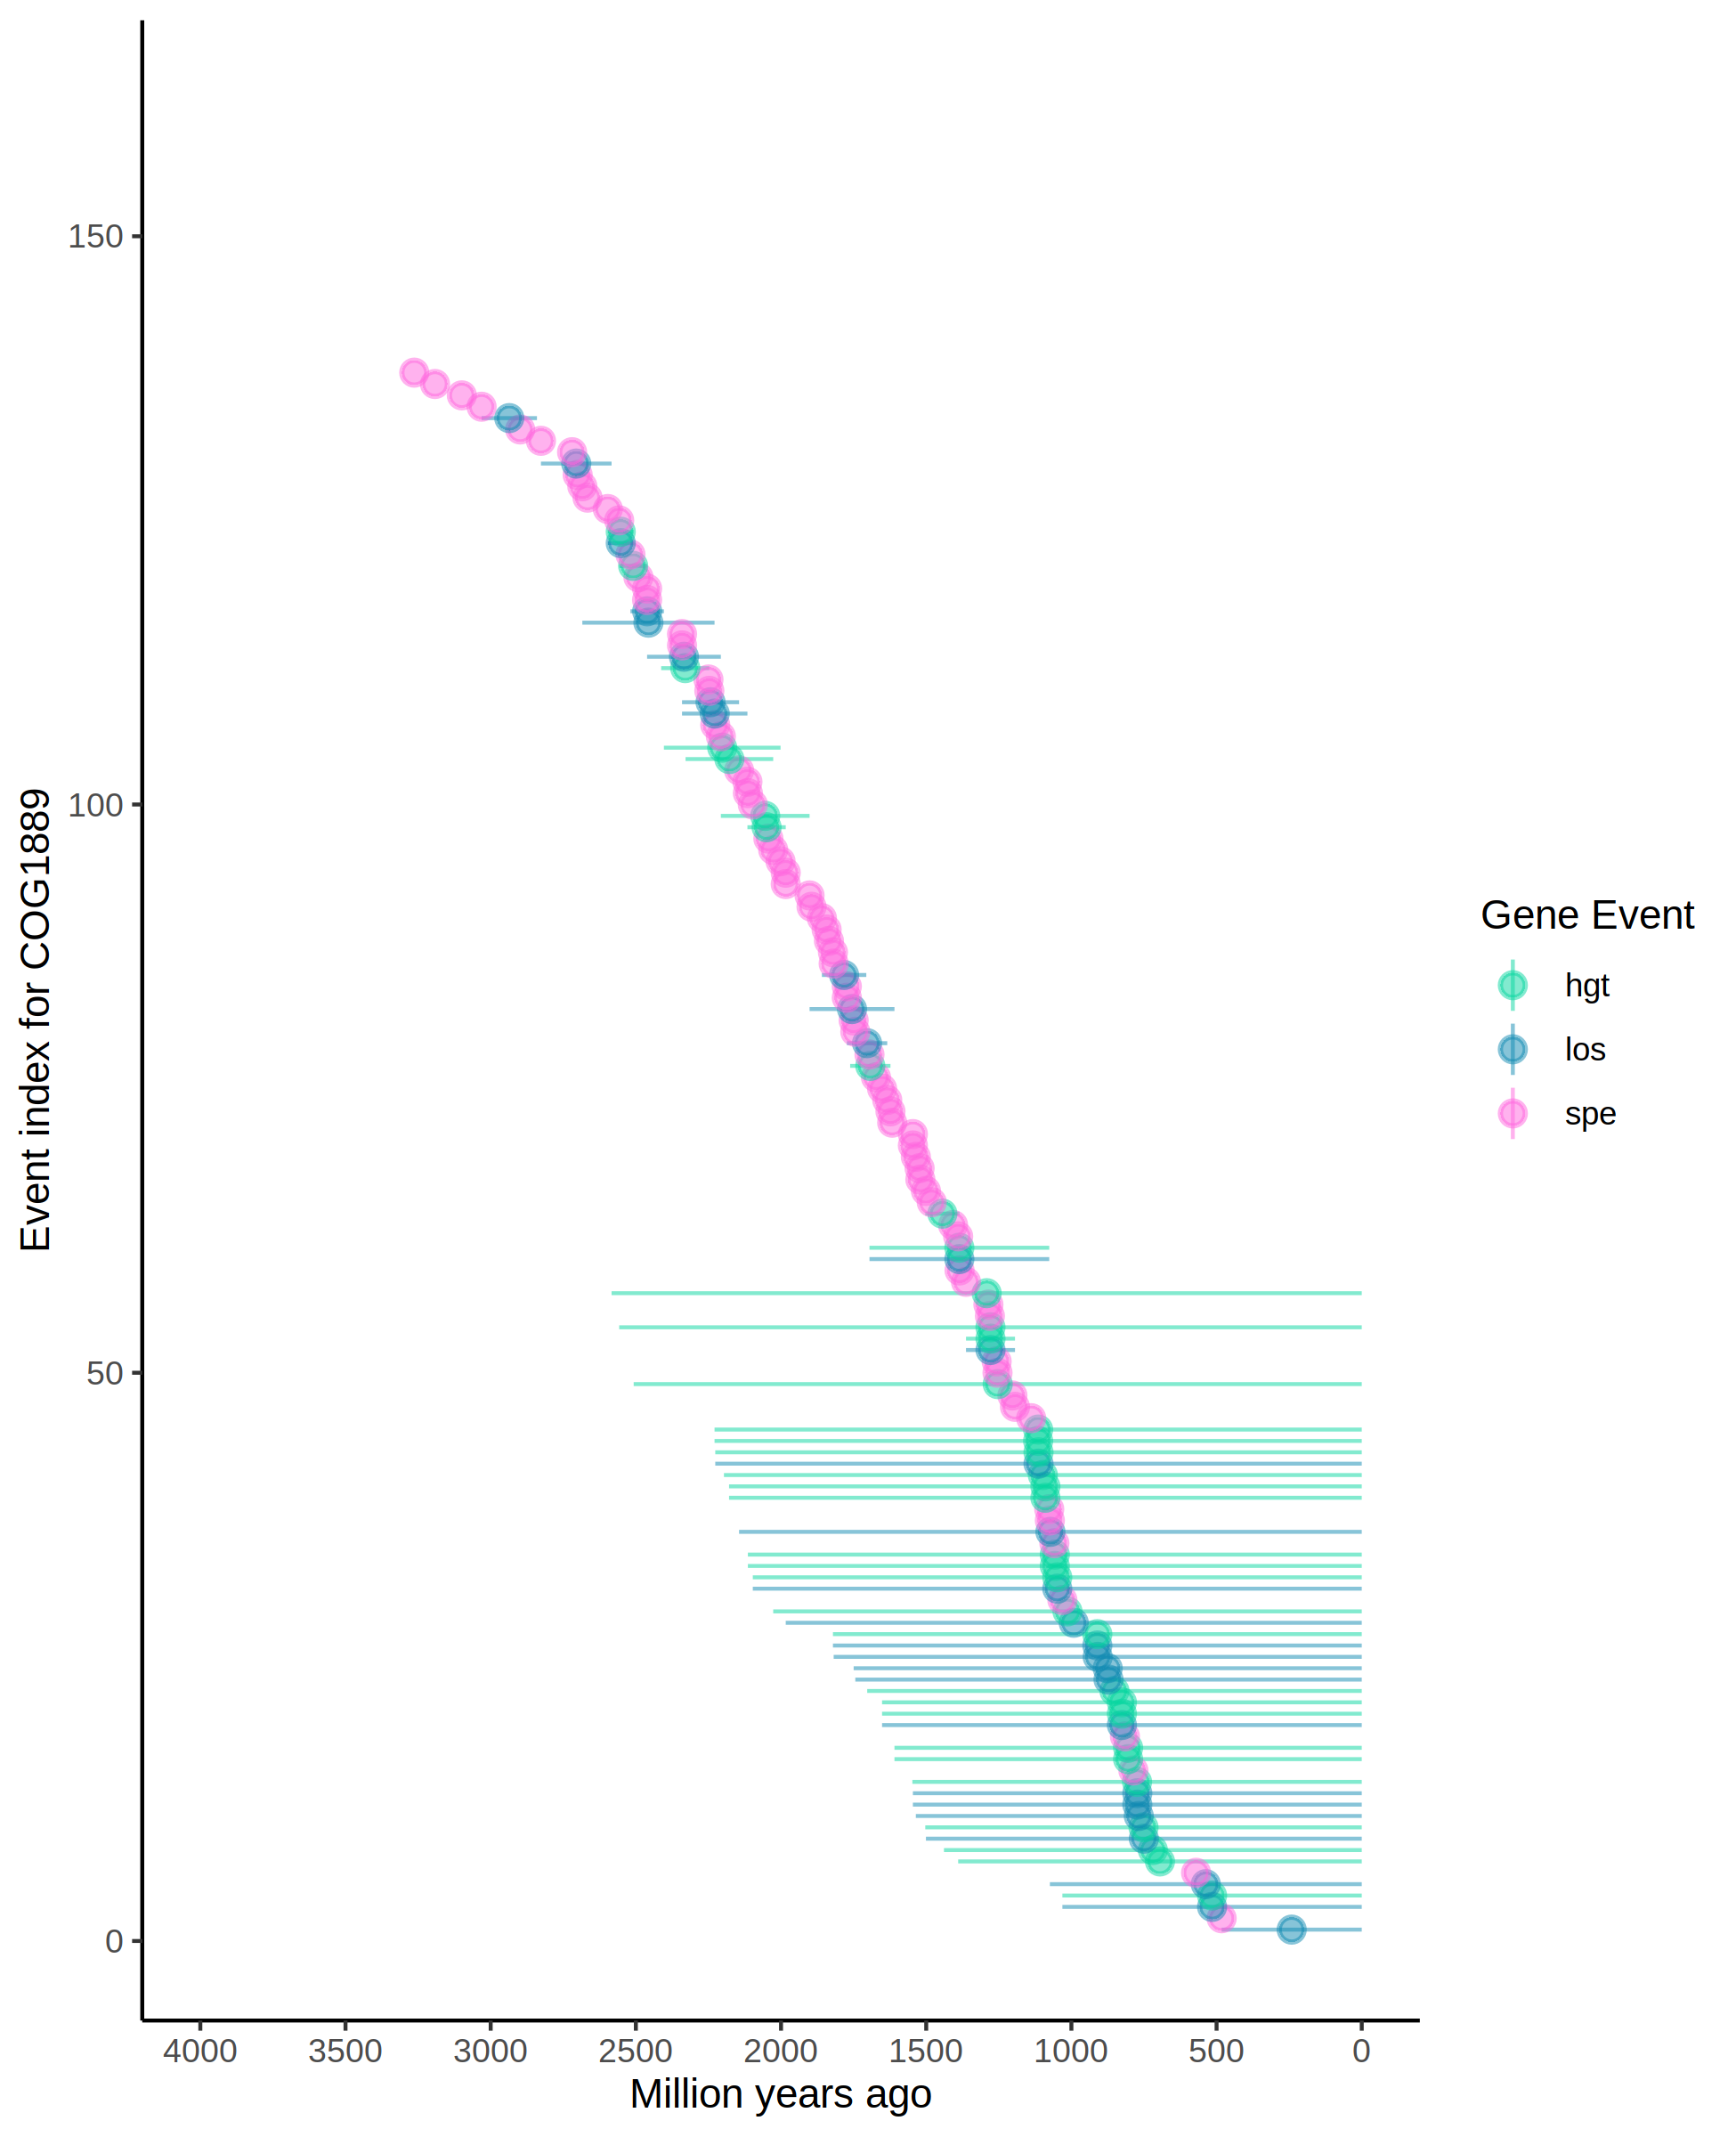 Event index for COG1889
150
100
50
0
4000 3500 3000 2500 2000 1500 1000 500 0
Million years ago
Gene Event
hgt
los
spe